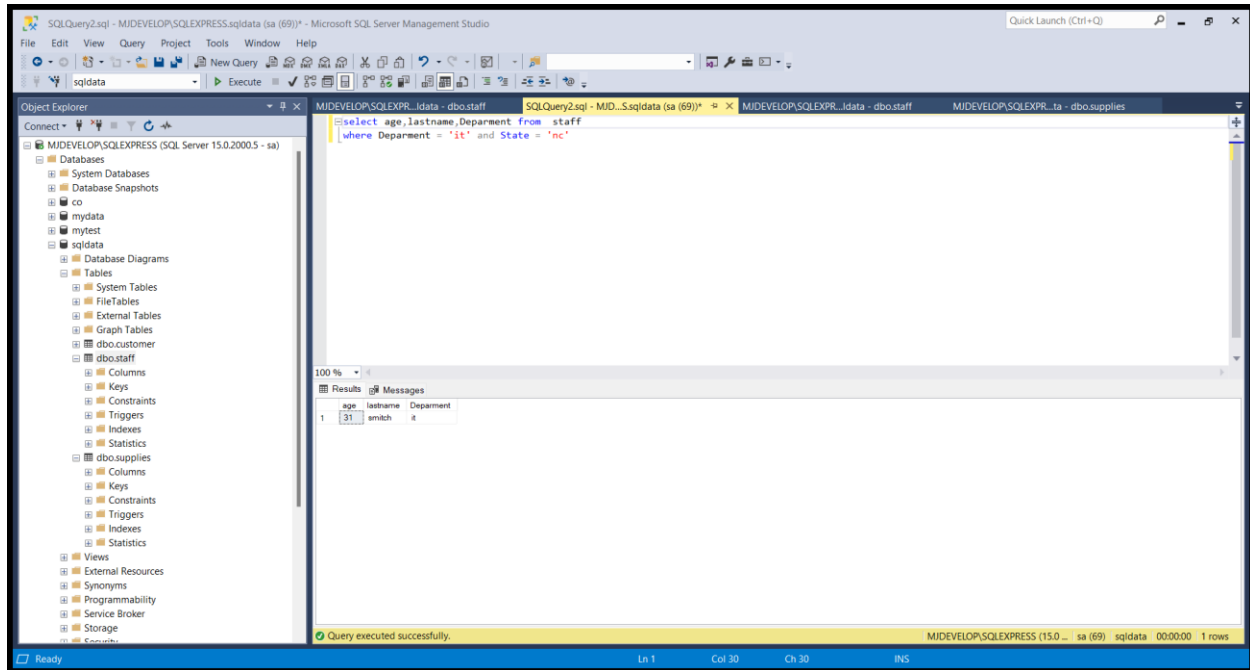 SQLQuery2.sql - MJDEVELOP\SQLEXPRESS.sqldata (sa (69))* - Microsoft SQL Server Management Studio
Quick Launch (Ctrl+Q)
File Edit View Query Project Tools Window Help
New Query
sqldata
Execute
Object Explorer
Connect
MJDEVELOP\SQLEXPRESS (SQL Server 15.0.2000.5 - sa)
Databases
System Databases
Database Snapshots
co
mydata
mytest
sqldata
Database Diagrams
Tables
System Tables
FileTables
External Tables
Graph Tables
dbo.customer
dbo.staff
Columns
Keys
Constraints
Triggers
Indexes
Statistics
dbo.supplies
Columns
Keys
Constraints
Triggers
Indexes
Statistics
Views
External Resources
Synonyms
Programmability
Service Broker
Storage
Security
MJDEVELOP\SQLEXPR...ldata - dbo.staff
SQLQuery2.sql - MJD...S.sqldata (sa (69))*
MJDEVELOP\SQLEXPR...ldata - dbo.staff
MJDEVELOP\SQLEXPR...ta - dbo.supplies
select age,lastname,Deparment from  staff
where Deparment = 'it' and State = 'nc'
100 %
Results Messages
age lastname Deparment
1 31 smitch it
Query executed successfully.
MJDEVELOP\SQLEXPRESS (15.0 ... sa (69) sqldata 00:00:00 1 rows
Ready Ln 1 Col 30 Ch 30 INS